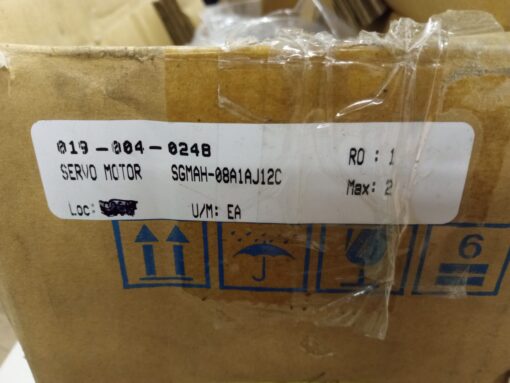 019-004-0248
SERVO MOTOR SGMAH-08A1AJ12C
RO : 1
Max: 2
Loc:
U/M: EA
6